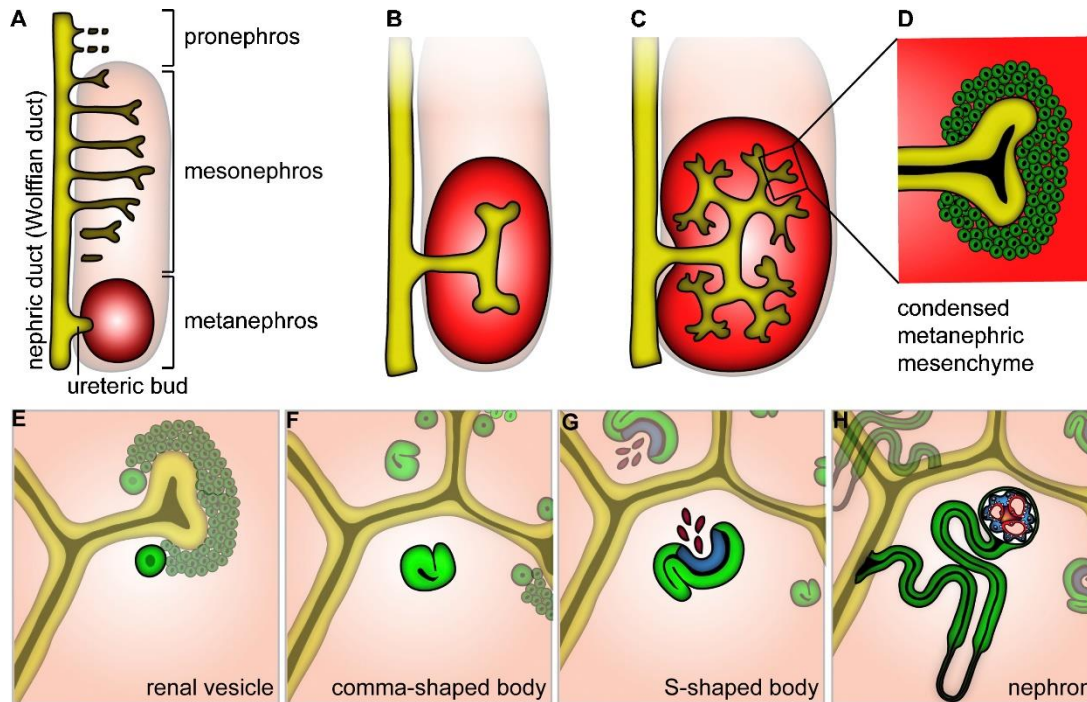 A
B
C
D
pronephros
mesonephros
metanephros
nephric duct (Wolffian duct)
ureteric bud
condensed
metanephric
mesenchyme
E
F
G
H
renal vesicle
comma-shaped body
S-shaped body
nephron